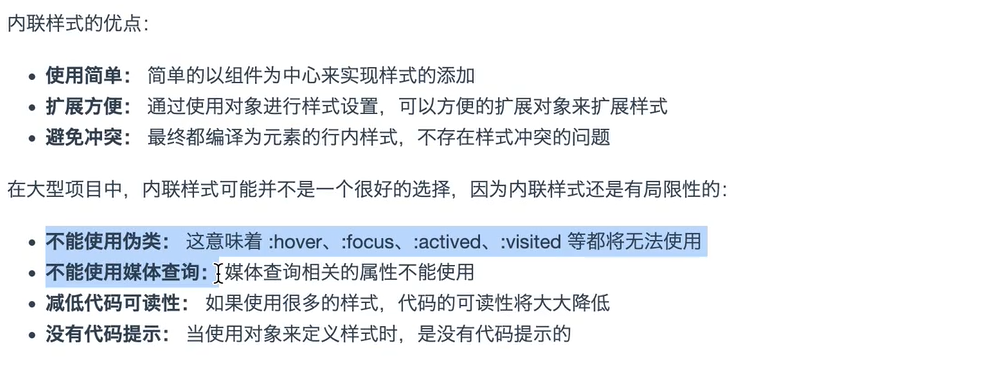 内联样式的优点：
使用简单： 简单的以组件为中心来实现样式的添加
扩展方便： 通过使用对象进行样式设置，可以方便的扩展对象来扩展样式
避免冲突： 最终都编译为元素的行内样式，不存在样式冲突的问题
在大型项目中，内联样式可能并不是一个很好的选择，因为内联样式还是有局限性的：
不能使用伪类： 这意味着 :hover、:focus、:actived、:visited 等都将无法使用
不能使用媒体查询： 媒体查询相关的属性不能使用
减低代码可读性： 如果使用很多的样式，代码的可读性将大大降低
没有代码提示： 当使用对象来定义样式时，是没有代码提示的